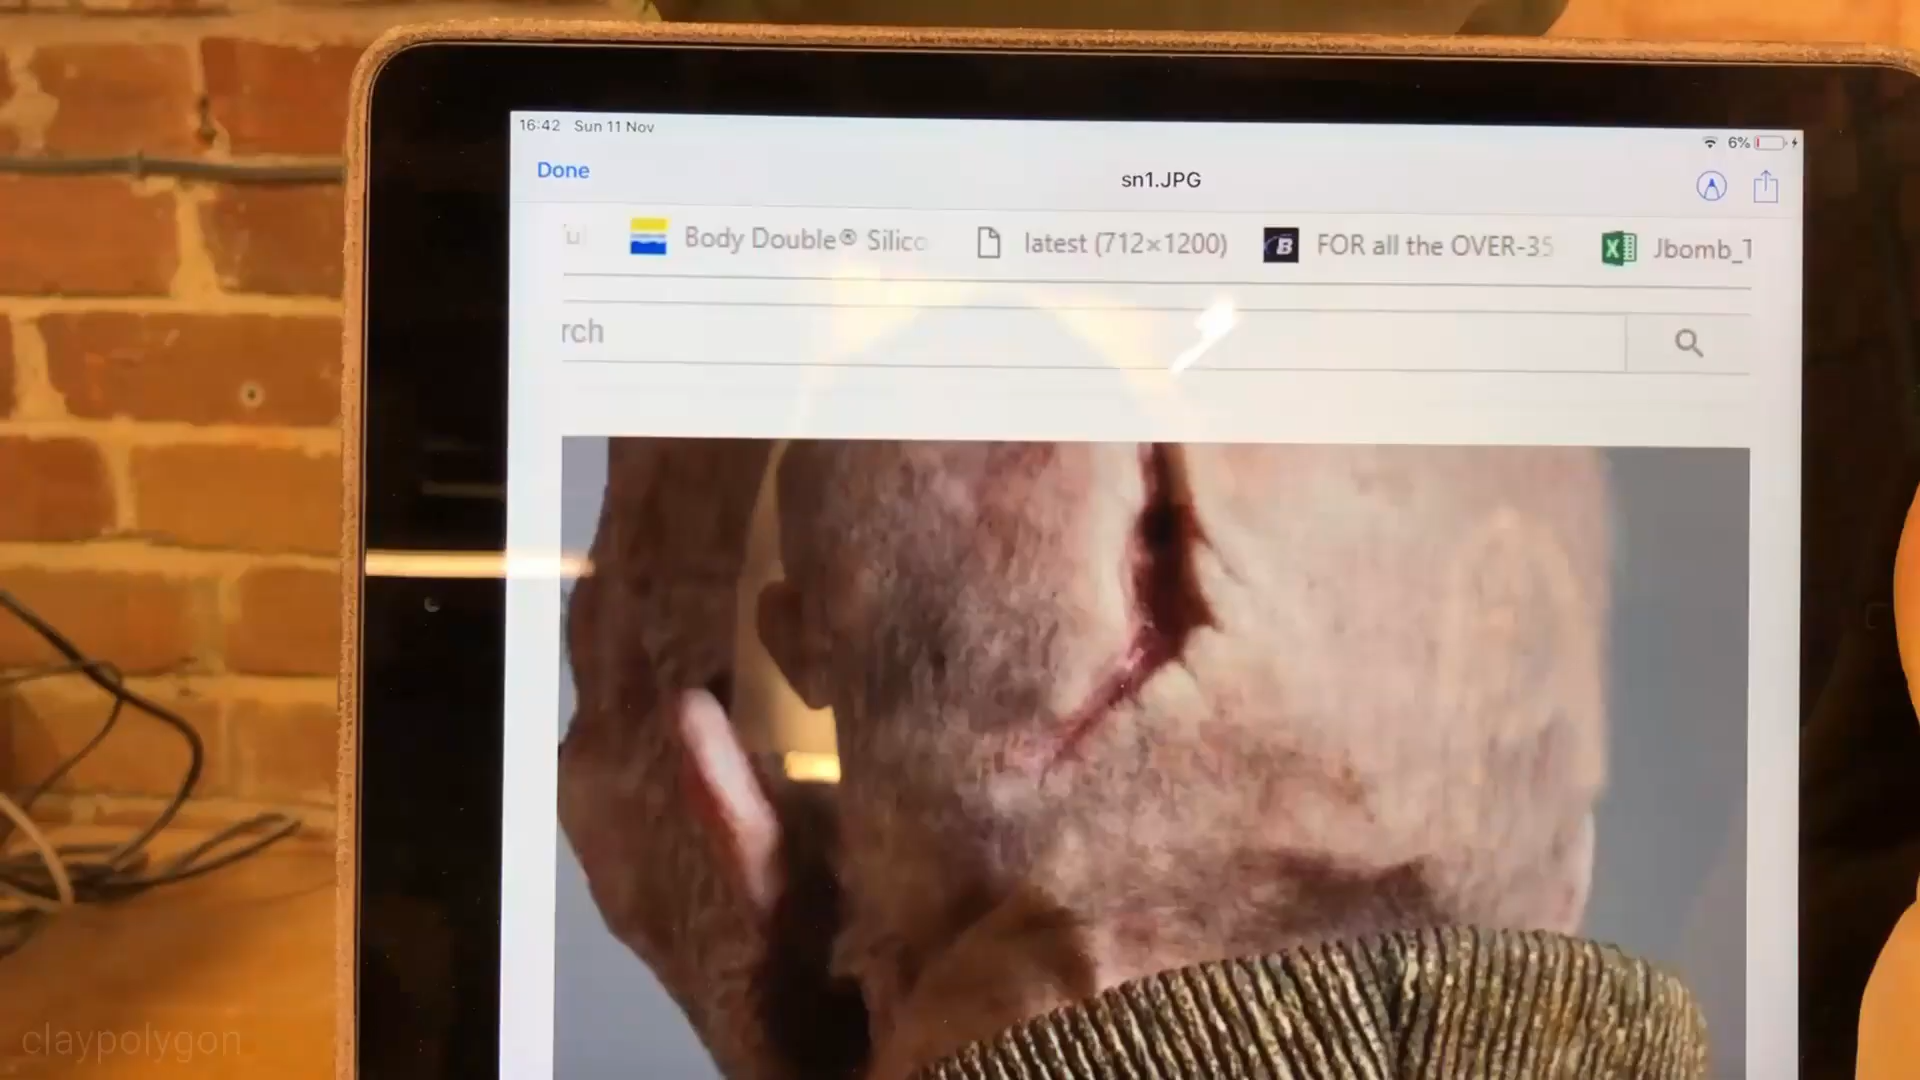 16:42 Sun 11 Nov
6%
Done
sn1.JPG
Body Double® Silico
latest (712×1200)
B
FOR all the OVER-35
Jbomb_T
rch
claypolygon